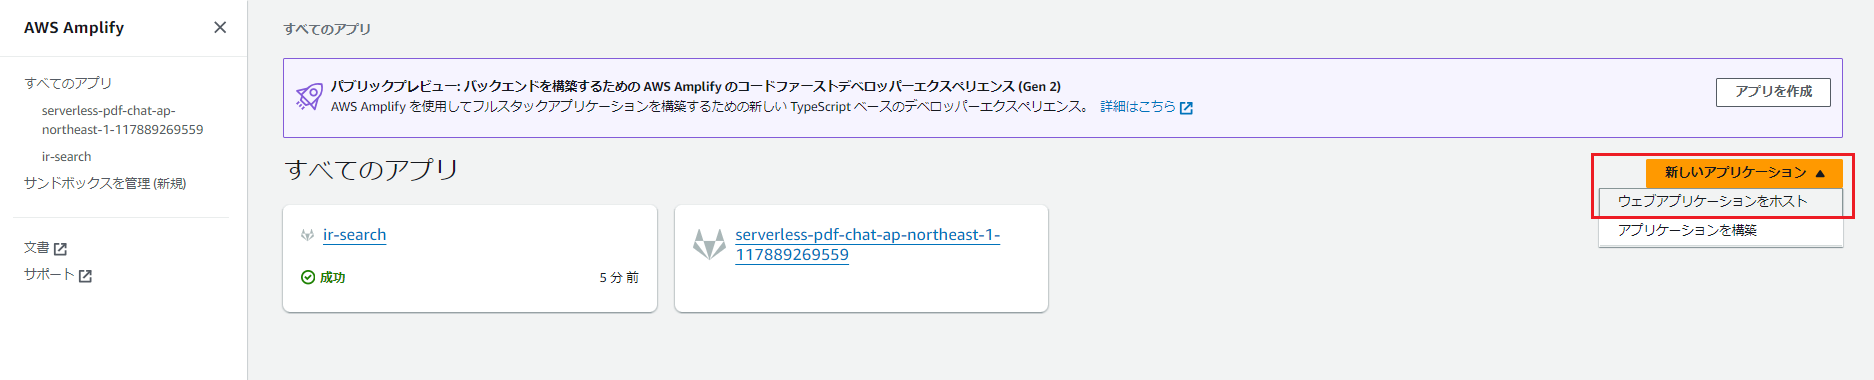 AWS Amplify
すべてのアプリ
serverless-pdf-chat-ap-
northeast-1-117889269559
ir-search
サンドボックスを管理 (新規)
文書
サポート
すべてのアプリ
パブリックプレビュー: バックエンドを構築するための AWS Amplify のコードファーストデベロッパーエクスペリエンス (Gen 2)
AWS Amplify を使用してフルスタックアプリケーションを構築するための新しい TypeScript ベースのデベロッパーエクスペリエンス。 詳細はこちら
アプリを作成
すべてのアプリ
新しいアプリケーション
ウェブアプリケーションをホスト
アプリケーションを構築
ir-search
成功
5 分 前
serverless-pdf-chat-ap-northeast-1-
117889269559